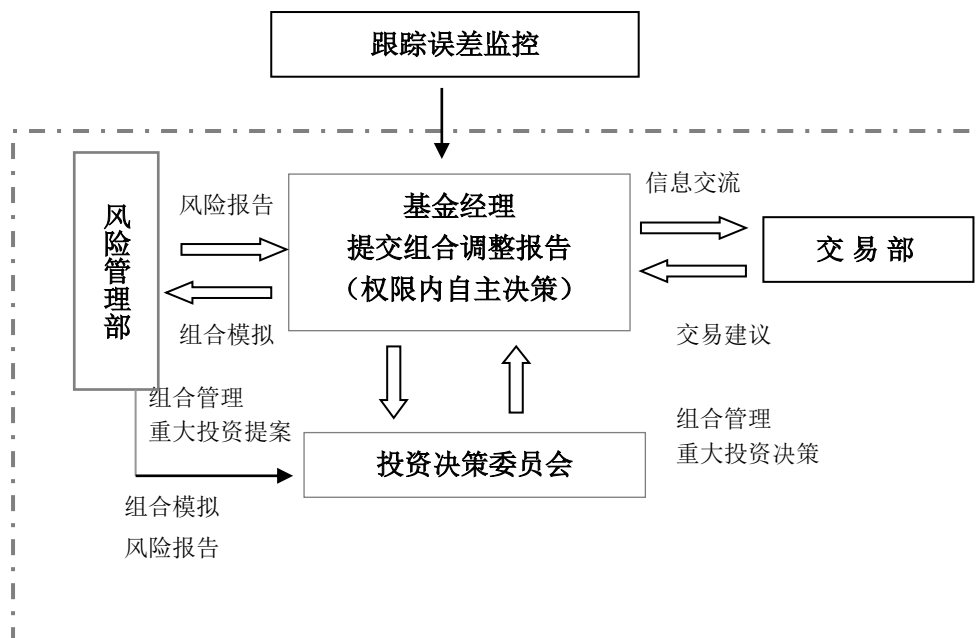 跟踪误差监控
信息交流
风险报告
基金经理
提交组合调整报告
（权限内自主决策）
风险管理部
交 易 部
组合模拟
交易建议
组合管理
重大投资提案
组合管理
重大投资决策
投资决策委员会
组合模拟
风险报告